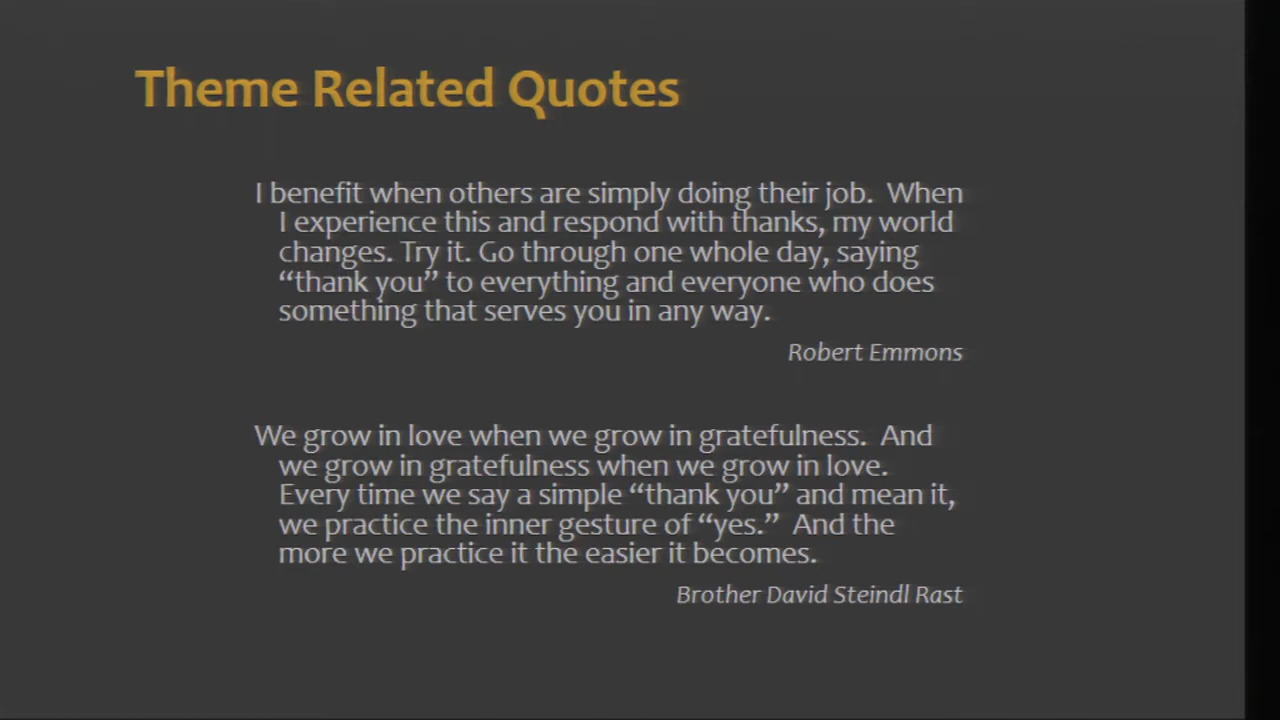 Theme Related Quotes
I benefit when others are simply doing their job.  When
I experience this and respond with thanks, my world
changes. Try it. Go through one whole day, saying
“thank you” to everything and everyone who does
something that serves you in any way.
Robert Emmons
We grow in love when we grow in gratefulness.  And
we grow in gratefulness when we grow in love.
Every time we say a simple “thank you” and mean it,
we practice the inner gesture of “yes.”  And the
more we practice it the easier it becomes.
Brother David Steindl Rast